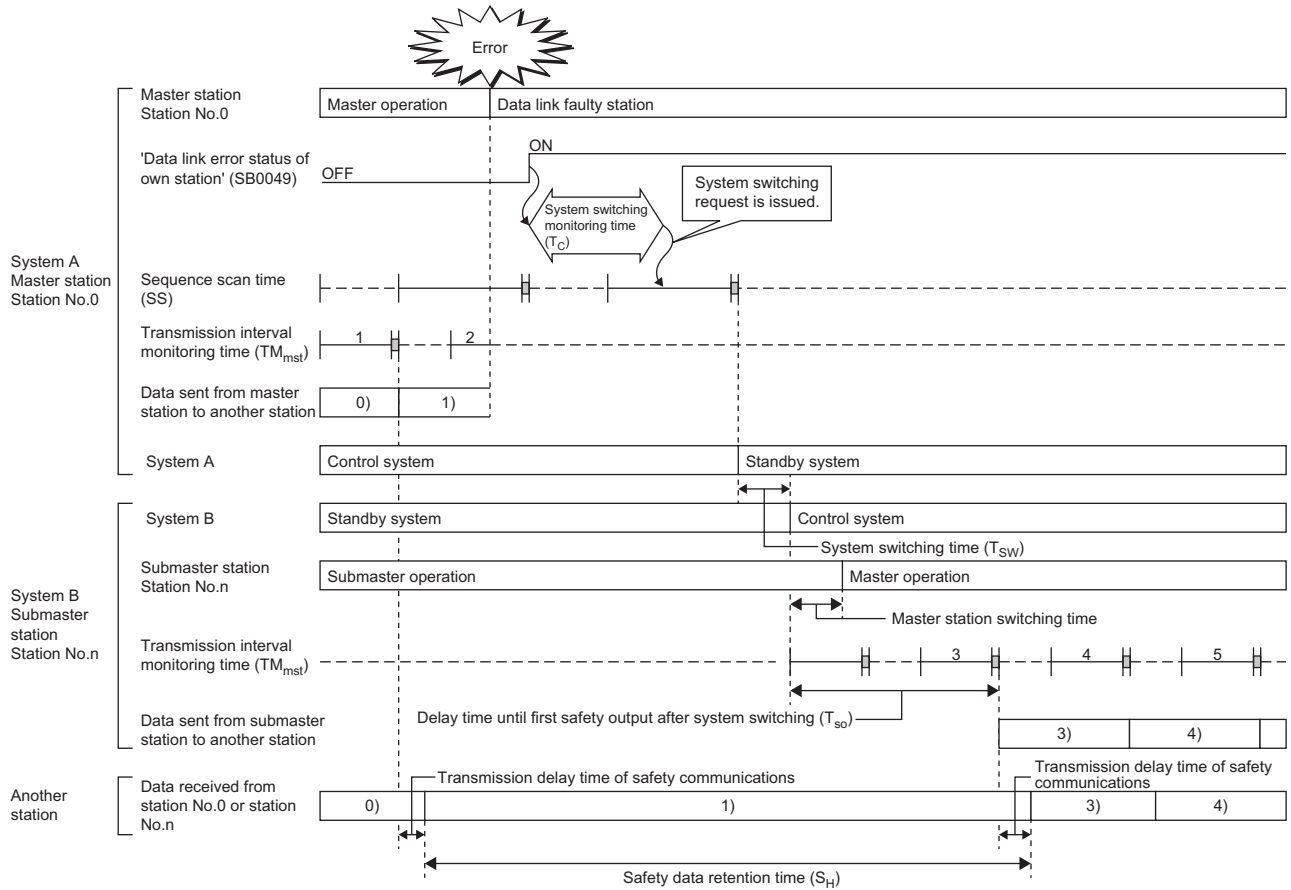 Error
Master station
Station No.0
Master operation
Data link faulty station
'Data link error status of
own station' (SB0049)
OFF
ON
System switching
monitoring time
(TC)
System switching
request is issued.
System A
Master station
Station No.0
Sequence scan time
(SS)
Transmission interval
monitoring time (TMmst)
1
2
Data sent from master
station to another station
0)
1)
System A
Control system
Standby system
System B
Standby system
Control system
System switching time (TSW)
System B
Submaster
station
Station No.n
Submaster station
Station No.n
Submaster operation
Master operation
Master station switching time
Transmission interval
monitoring time (TMmst)
3
4
5
Delay time until first safety output after system switching (Tso)
Data sent from submaster
station to another station
3)
4)
Another
station
Data received from
station No.0 or station
No.n
Transmission delay time of safety communications
Transmission delay time of safety
communications
0)
1)
3)
4)
Safety data retention time (SH)